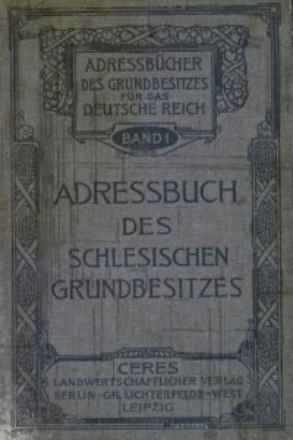 ADRESSBÜCHER
DES GRUNDBESITZES
FÜR DAS
DEUTSCHE REICH
BAND I
ADRESSBUCH
DES
SCHLESISCHEN
GRUNDBESITZES
CERES
LANDWIRTSCHAFTLICHER VERLAG
BERLIN-GR. LICHTERFELDE-WEST
LEIPZIG